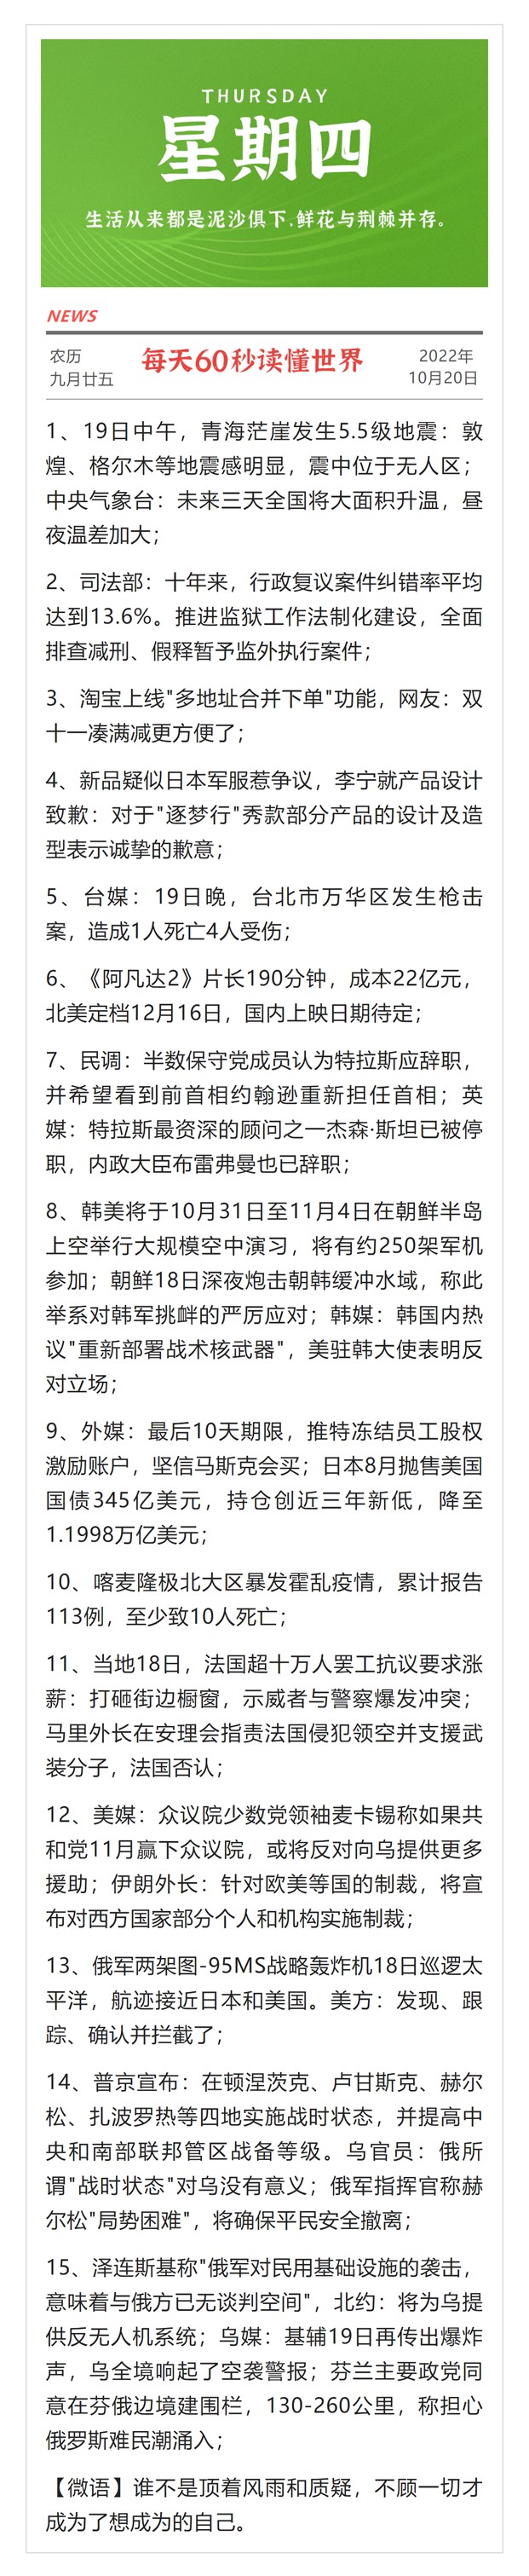 THURSDAY
星期四
生活从来都是泥沙俱下,鲜花与荆棘并存。
NEWS
农历
九月廿五
每天60秒读懂世界
2022年
10月20日
1、19日中午，青海茫崖发生5.5级地震：敦
煌、格尔木等地震感明显，震中位于无人区；
中央气象台：未来三天全国将大面积升温，昼
夜温差加大；
2、司法部：十年来，行政复议案件纠错率平均
达到13.6%。推进监狱工作法制化建设，全面
排查减刑、假释暂予监外执行案件；
3、淘宝上线"多地址合并下单"功能，网友：双
十一凑满减更方便了；
4、新品疑似日本军服惹争议，李宁就产品设计
致歉：对于"逐梦行"秀款部分产品的设计及造
型表示诚挚的歉意；
5、台媒：19日晚，台北市万华区发生枪击
案，造成1人死亡4人受伤；
6、《阿凡达2》片长190分钟，成本22亿元，
北美定档12月16日，国内上映日期待定；
7、民调：半数保守党成员认为特拉斯应辞职，
并希望看到前首相约翰逊重新担任首相；英
媒：特拉斯最资深的顾问之一杰森·斯坦已被停
职，内政大臣布雷弗曼也已辞职；
8、韩美将于10月31日至11月4日在朝鲜半岛
上空举行大规模空中演习，将有约250架军机
参加；朝鲜18日深夜炮击朝韩缓冲水域，称此
举系对韩军挑衅的严厉应对；韩媒：韩国内热
议"重新部署战术核武器"，美驻韩大使表明反
对立场；
9、外媒：最后10天期限，推特冻结员工股权
激励账户，坚信马斯克会买；日本8月抛售美国
国债345亿美元，持仓创近三年新低，降至
1.1998万亿美元；
10、喀麦隆极北大区暴发霍乱疫情，累计报告
113例，至少致10人死亡；
11、当地18日，法国超十万人罢工抗议要求涨
薪：打砸街边橱窗，示威者与警察爆发冲突；
马里外长在安理会指责法国侵犯领空并支援武
装分子，法国否认；
12、美媒：众议院少数党领袖麦卡锡称如果共
和党11月赢下众议院，或将反对向乌提供更多
援助；伊朗外长：针对欧美等国的制裁，将宣
布对西方国家部分个人和机构实施制裁；
13、俄军两架图-95MS战略轰炸机18日巡逻太
平洋，航迹接近日本和美国。美方：发现、跟
踪、确认并拦截了；
14、普京宣布：在顿涅茨克、卢甘斯克、赫尔
松、扎波罗热等四地实施战时状态，并提高中
央和南部联邦管区战备等级。乌官员：俄所
谓"战时状态"对乌没有意义；俄军指挥官称赫
尔松"局势困难"，将确保平民安全撤离；
15、泽连斯基称"俄军对民用基础设施的袭击，
意味着与俄方已无谈判空间"，北约：将为乌提
供反无人机系统；乌媒：基辅19日再传出爆炸
声，乌全境响起了空袭警报；芬兰主要政党同
意在芬俄边境建围栏，130-260公里，称担心
俄罗斯难民潮涌入；
【微语】谁不是顶着风雨和质疑，不顾一切才
成为了想成为的自己。